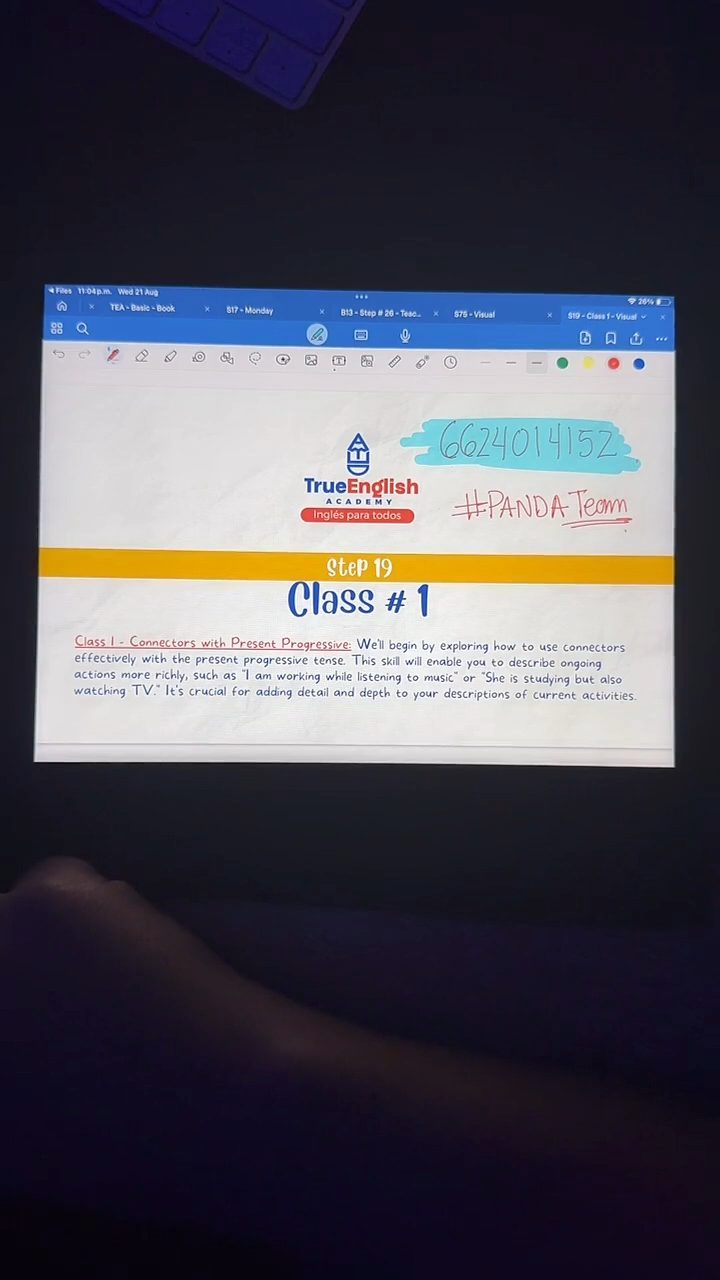 Files 11:04 p.m. Wed 21 Aug
26%
TEA - Basic - Book
S17 - Monday
B13 - Step # 26 - Teac...
S75 - Visual
S19 - Class 1 - Visual
6624014152
TrueEnglish
ACADEMY
Inglés para todos
#PANDA Team
Step 19
Class # 1
Class 1 - Connectors with Present Progressive: We'll begin by exploring how to use connectors
effectively with the present progressive tense. This skill will enable you to describe ongoing
actions more richly, such as "I am working while listening to music" or "She is studying but also
watching TV." It's crucial for adding detail and depth to your descriptions of current activities.